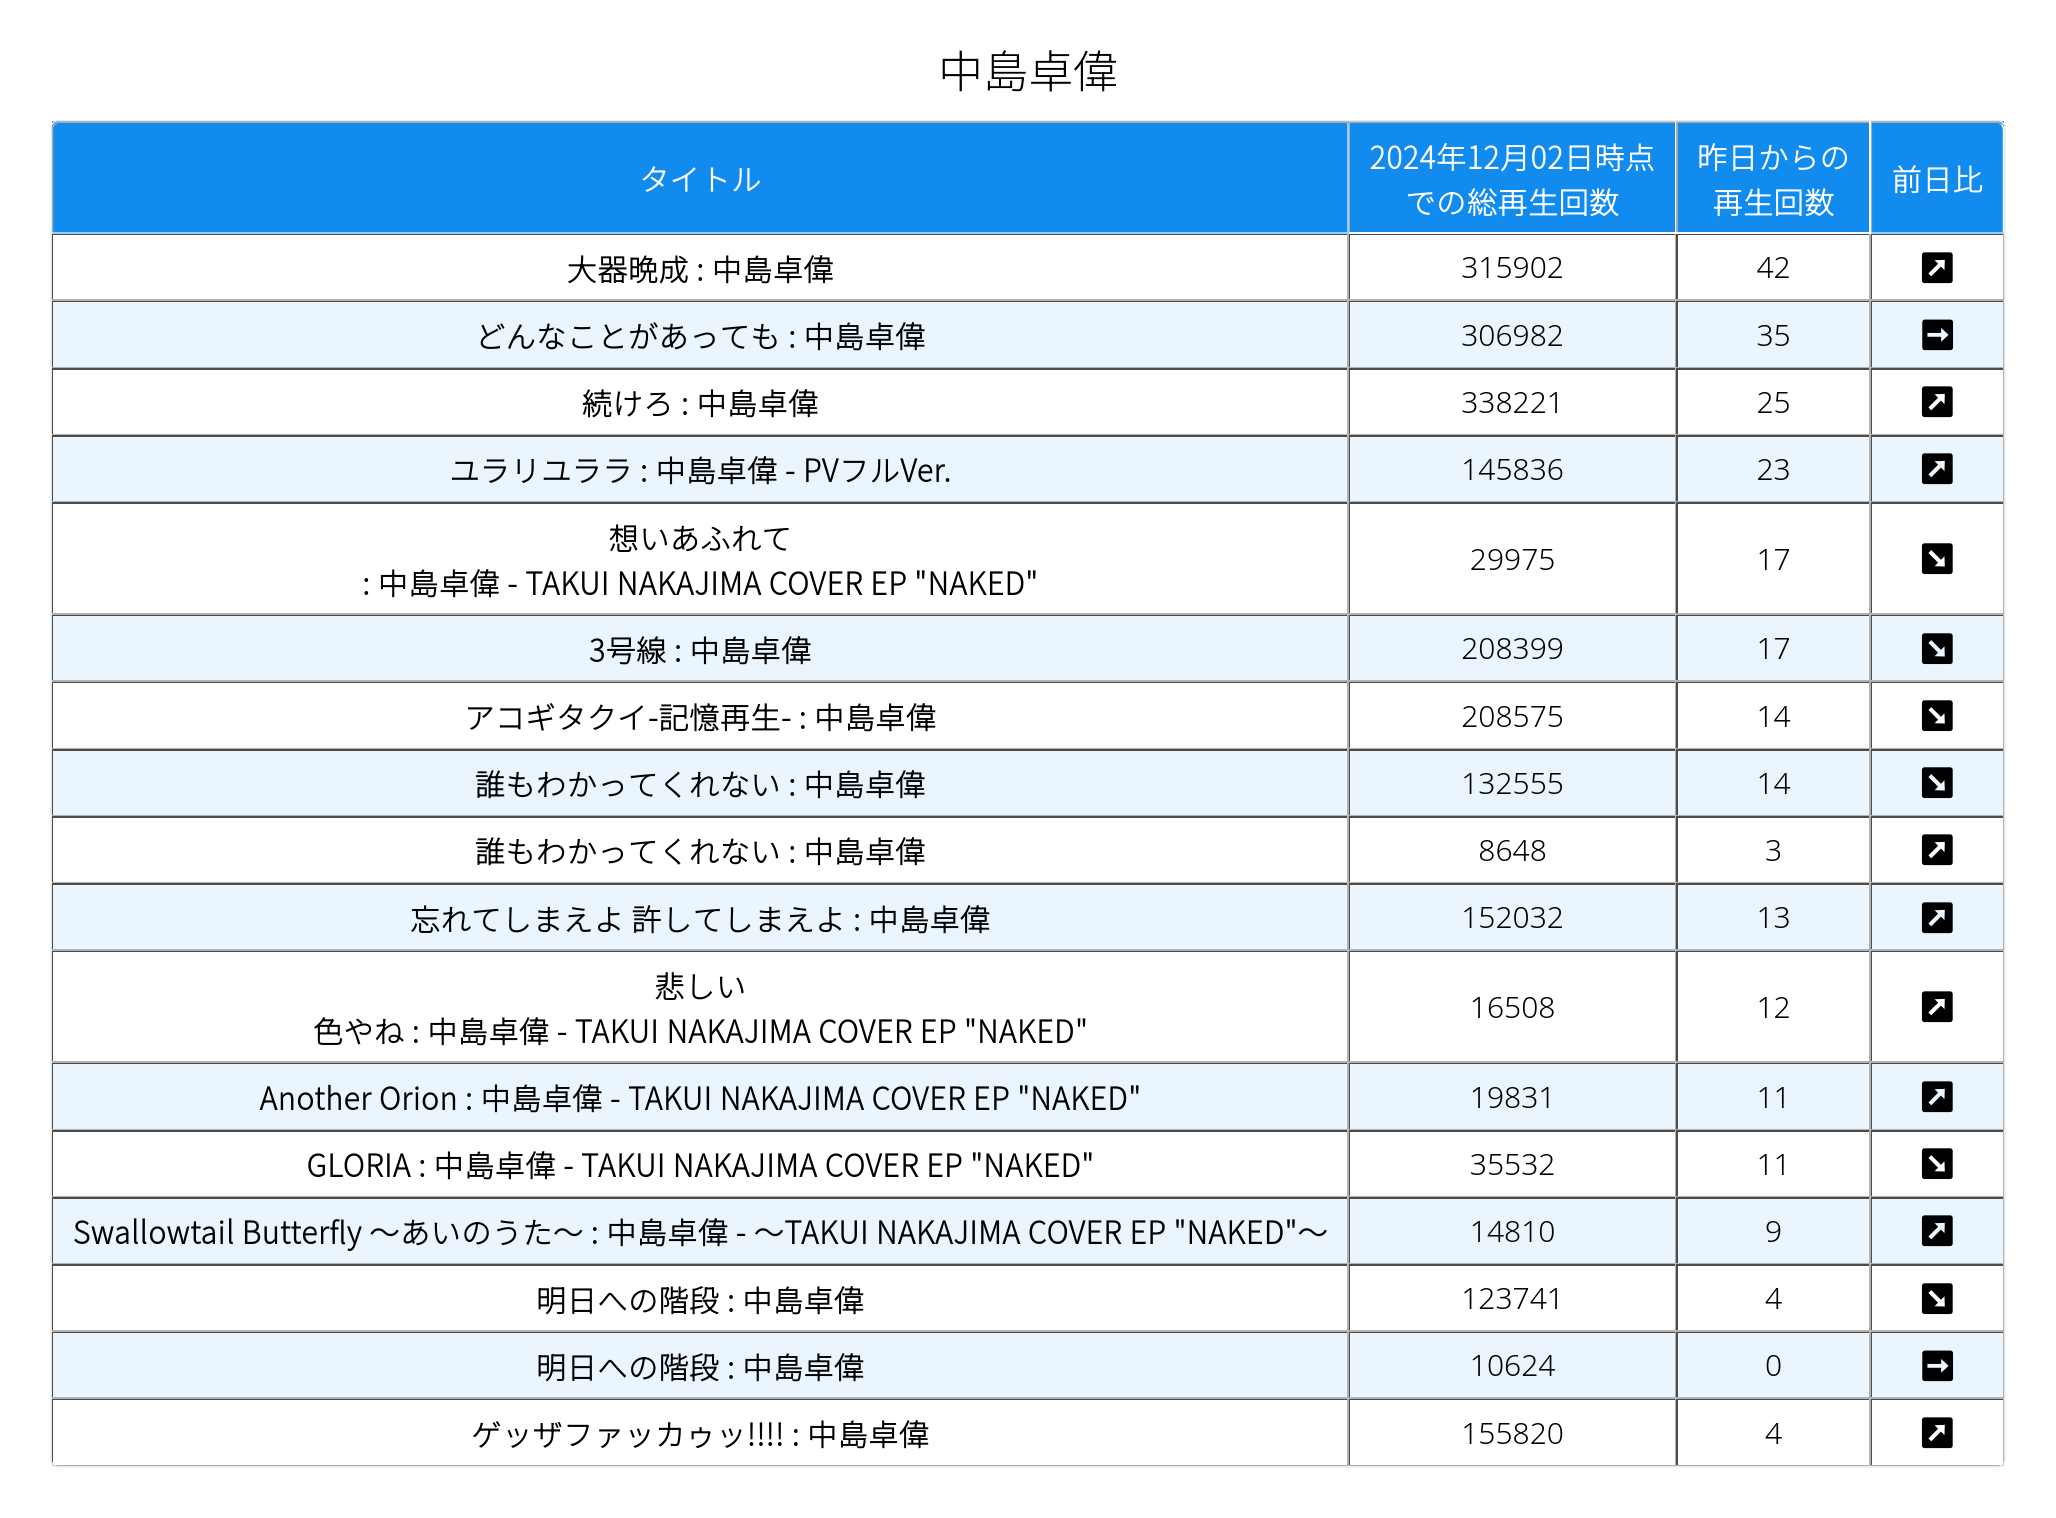 中島卓偉
タイトル
2024年12月02日時点
での総再生回数
昨日からの
再生回数
前日比
大器晩成 : 中島卓偉 315902 42 ↗
どんなことがあっても : 中島卓偉 306982 35 →
続けろ : 中島卓偉 338221 25 ↗
ユラリユララ : 中島卓偉 - PVフルVer. 145836 23 ↗
想いあふれて
: 中島卓偉 - TAKUI NAKAJIMA COVER EP "NAKED" 29975 17 ↘
3号線 : 中島卓偉 208399 17 ↘
アコギタクイ-記憶再生- : 中島卓偉 208575 14 ↘
誰もわかってくれない : 中島卓偉 132555 14 ↘
誰もわかってくれない : 中島卓偉 8648 3 ↗
忘れてしまえよ 許してしまえよ : 中島卓偉 152032 13 ↗
悲しい
色やね : 中島卓偉 - TAKUI NAKAJIMA COVER EP "NAKED" 16508 12 ↗
Another Orion : 中島卓偉 - TAKUI NAKAJIMA COVER EP "NAKED" 19831 11 ↗
GLORIA : 中島卓偉 - TAKUI NAKAJIMA COVER EP "NAKED" 35532 11 ↘
Swallowtail Butterfly 〜あいのうた〜 : 中島卓偉 - 〜TAKUI NAKAJIMA COVER EP "NAKED"〜 14810 9 ↗
明日への階段 : 中島卓偉 123741 4 ↘
明日への階段 : 中島卓偉 10624 0 →
ゲッザファッカゥッ!!!! : 中島卓偉 155820 4 ↗